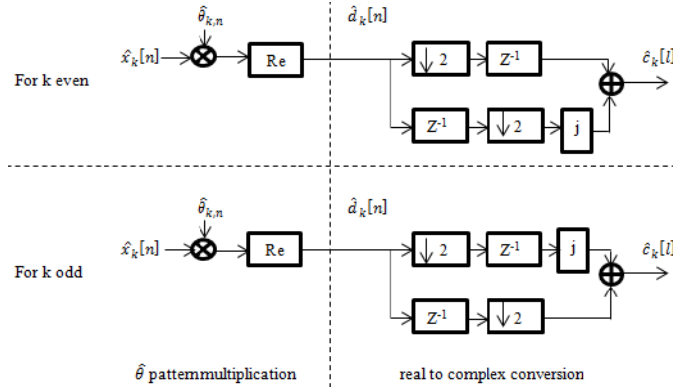 θ̂k,n
d̂k[n]
x̂k[n]
Re
↓ 2
Z-1
ĉk[l]
For k even
Z-1
↓ 2
j
θ̂k,n
d̂k[n]
x̂k[n]
Re
↓ 2
Z-1
j
ĉk[l]
For k odd
Z-1
↓ 2
θ̂ patternmultiplication
real to complex conversion